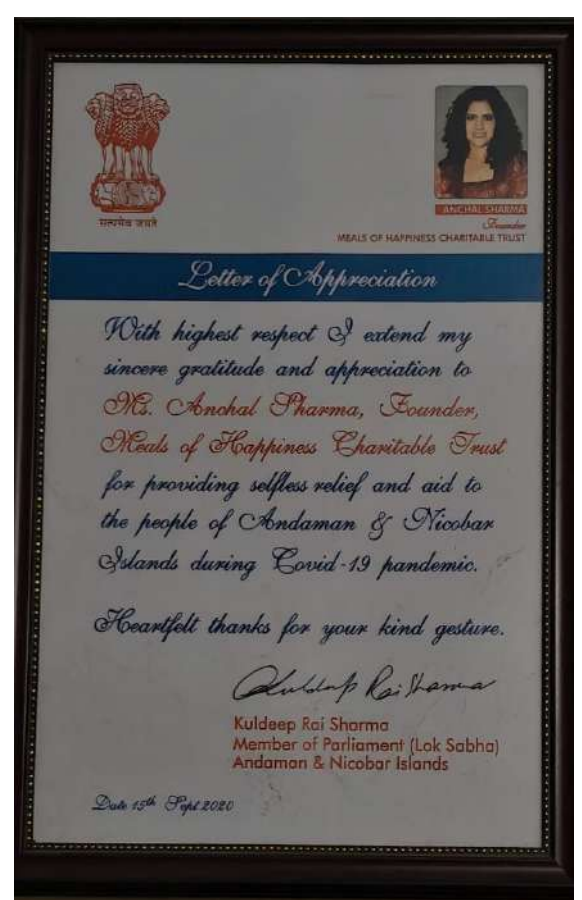 सत्यमेव जयते
ANCHAL SHARMA
Founder
MEALS OF HAPPINESS CHARITABLE TRUST
Letter of Appreciation
With highest respect I extend my
sincere gratitude and appreciation to
Ms. Anchal Sharma, Founder,
Meals of Happiness Charitable Trust
for providing selfless relief and aid to
the people of Andaman & Nicobar
Islands during Covid-19 pandemic.
Heartfelt thanks for your kind gesture.
Kuldeep Rai Sharma
Kuldeep Rai Sharma
Member of Parliament (Lok Sabha)
Andaman & Nicobar Islands
Date 15th Sept 2020